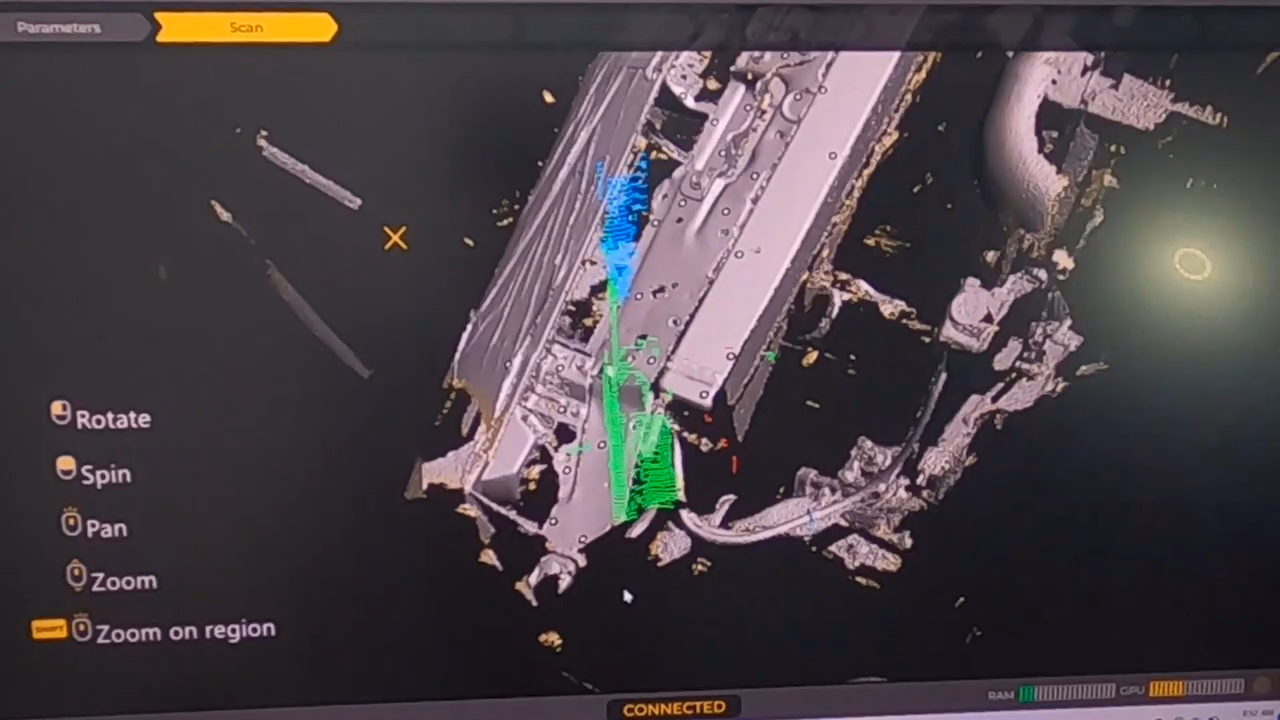 Parameters
Scan
Rotate
Spin
Pan
Zoom
Zoom on region
CONNECTED
RAM
GPU